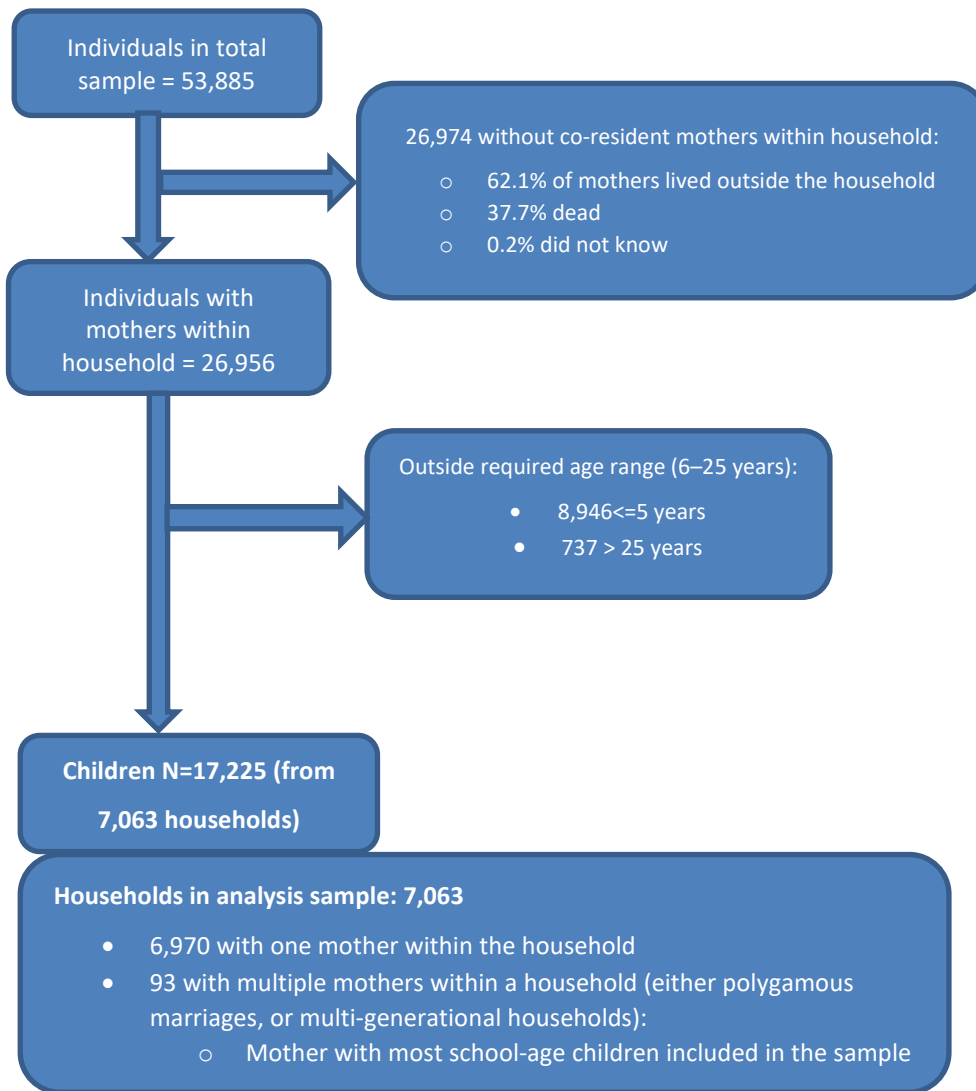 Individuals in total
sample = 53,885
26,974 without co-resident mothers within household:
o 62.1% of mothers lived outside the household
o 37.7% dead
o 0.2% did not know
Individuals with
mothers within
household = 26,956
Outside required age range (6–25 years):
• 8,946<=5 years
• 737 > 25 years
Children N=17,225 (from
7,063 households)
Households in analysis sample: 7,063
• 6,970 with one mother within the household
• 93 with multiple mothers within a household (either polygamous
marriages, or multi-generational households):
o Mother with most school-age children included in the sample